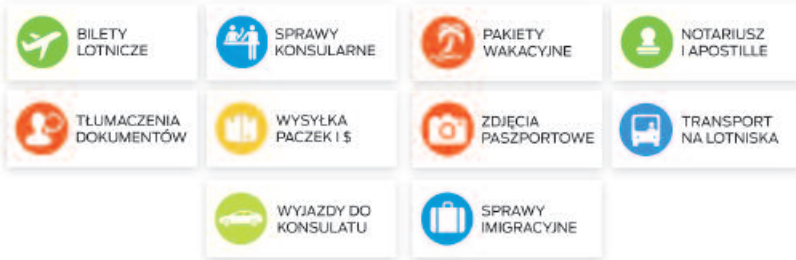 BILETY
LOTNICZE
SPRAWY
KONSULARNE
PAKIETY
WAKACYJNE
NOTARIUSZ
I APOSTILLE
TŁUMACZENIA
DOKUMENTÓW
WYSYŁKA
PACZEK I $
ZDJĘCIA
PASZPORTOWE
TRANSPORT
NA LOTNISKA
WYJAZDY DO
KONSULATU
SPRAWY
IMIGRACYJNE